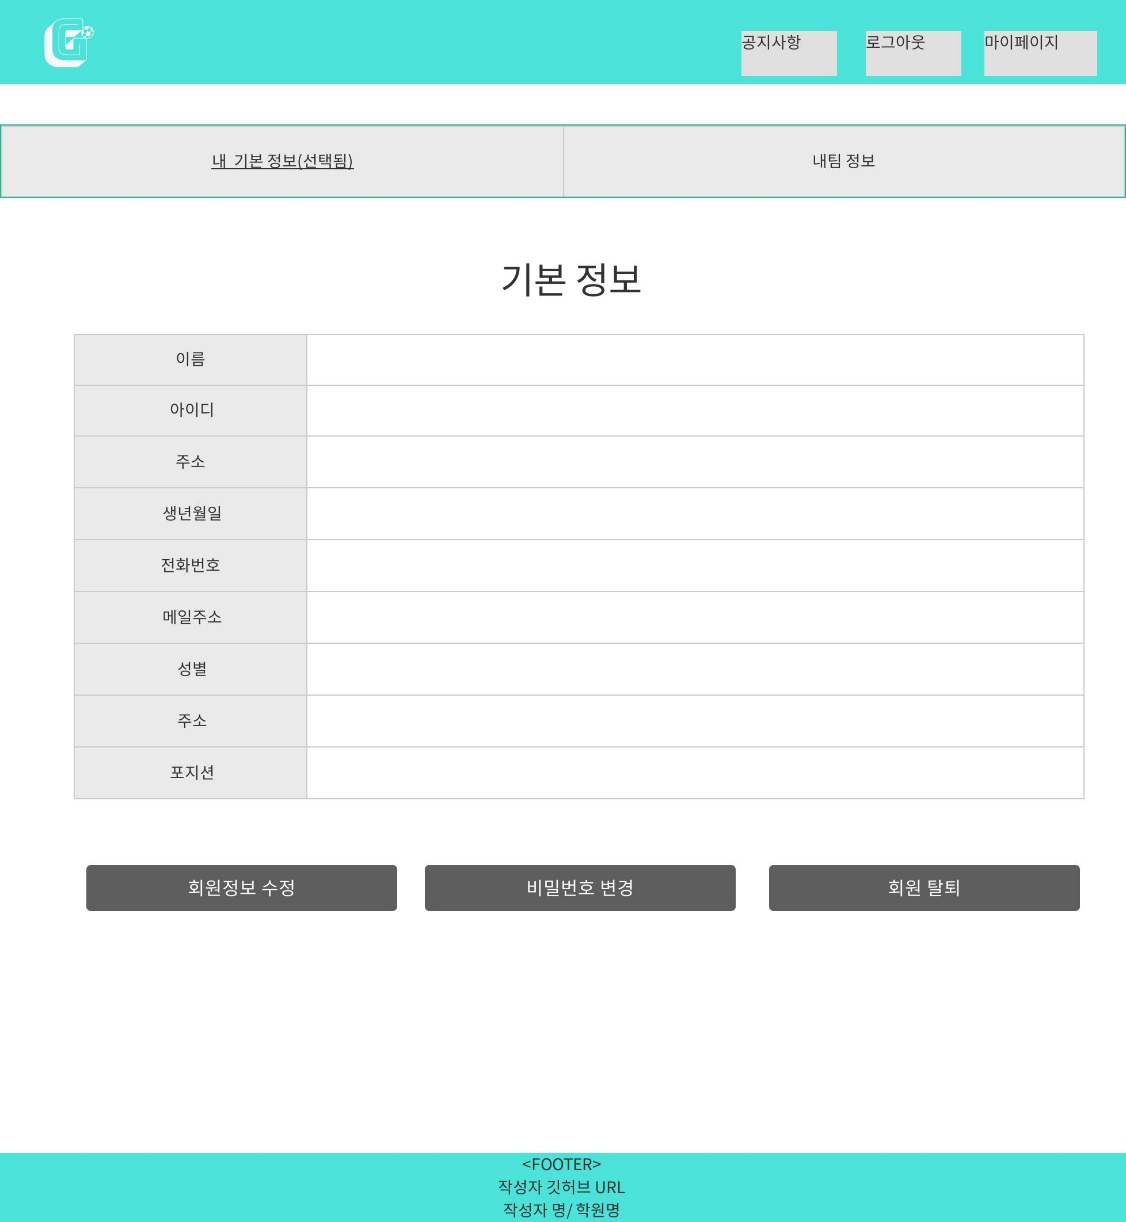 G
공지사항 로그아웃 마이페이지
내  기본 정보(선택됨) 내팀 정보
기본 정보
이름
아이디
주소
생년월일
전화번호
메일주소
성별
주소
포지션
회원정보 수정 비밀번호 변경 회원 탈퇴
<FOOTER>
작성자 깃허브 URL
작성자 명/ 학원명